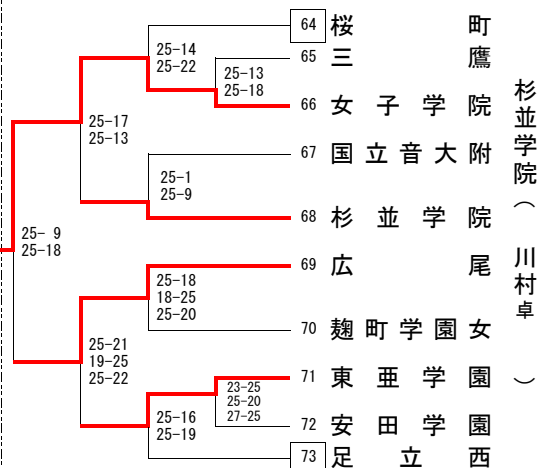 64 桜町
25-14
25-22
65 三鷹
25-13
25-18
66 女子学院
25-17
25-13
67 国立音大附
25-1
25-9
68 杉並学院
25- 9
25-18
69 広尾
25-18
18-25
25-20
70 麹町学園女
25-21
19-25
25-22
71 東亜学園
23-25
25-20
27-25
72 安田学園
25-16
25-19
73 足立西
杉並学院（川村卓）